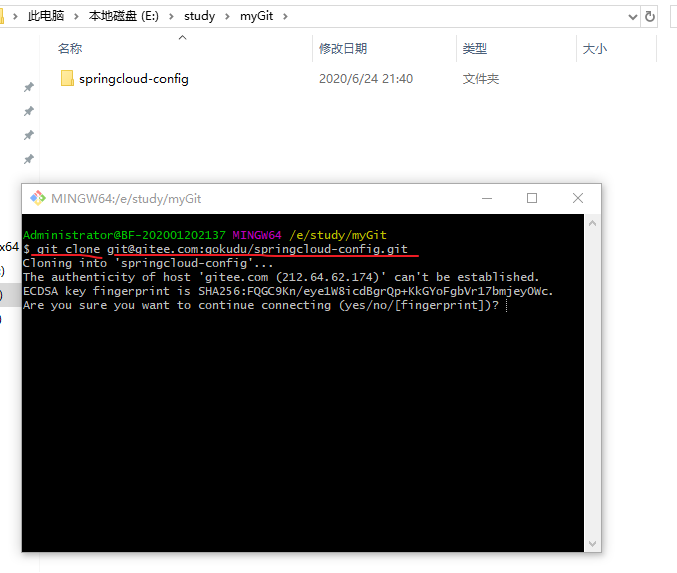 此电脑 > 本地磁盘 (E:) > study > myGit >
名称 修改日期 类型 大小
springcloud-config 2020/6/24 21:40 文件夹
MINGW64:/e/study/myGit
x64
Administrator@BF-202001202137 MINGW64 /e/study/myGit
$ git clone git@gitee.com:gokudu/springcloud-config.git
Cloning into 'springcloud-config'...
The authenticity of host 'gitee.com (212.64.62.174)' can't be established.
ECDSA key fingerprint is SHA256:FQGC9Kn/eye1W8icdBgrQp+KkGYoFgbVr17bmjeyOWc.
Are you sure you want to continue connecting (yes/no/[fingerprint])?